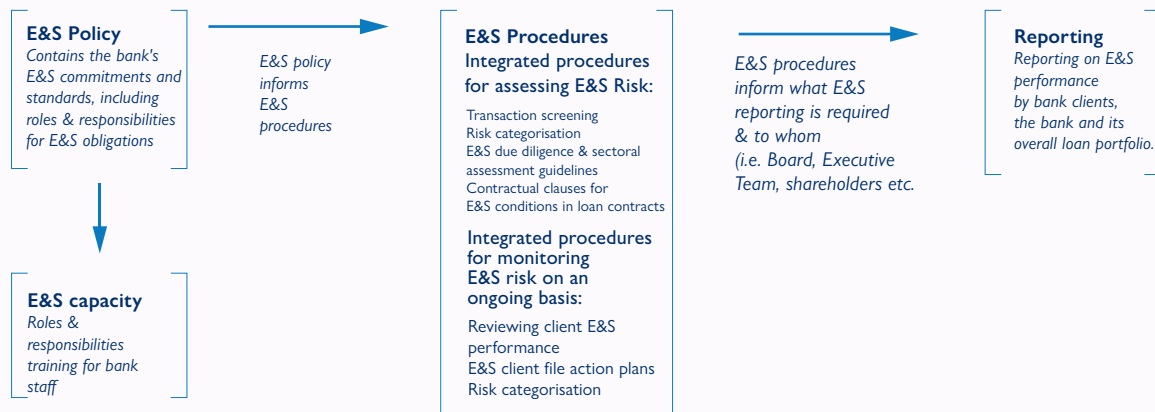 E&S Policy
Contains the bank's
E&S commitments and
standards, including
roles & responsibilities
for E&S obligations
E&S policy
informs
E&S
procedures
E&S capacity
Roles &
responsibilities
training for bank
staff
E&S Procedures
Integrated procedures
for assessing E&S Risk:
Transaction screening
Risk categorisation
E&S due diligence & sectoral
assessment guidelines
Contractual clauses for
E&S conditions in loan contracts
Integrated procedures
for monitoring
E&S risk on an
ongoing basis:
Reviewing client E&S
performance
E&S client file action plans
Risk categorisation
E&S procedures
inform what E&S
reporting is required
& to whom
(i.e. Board, Executive
Team, shareholders etc.
Reporting
Reporting on E&S
performance
by bank clients,
the bank and its
overall loan portfolio.